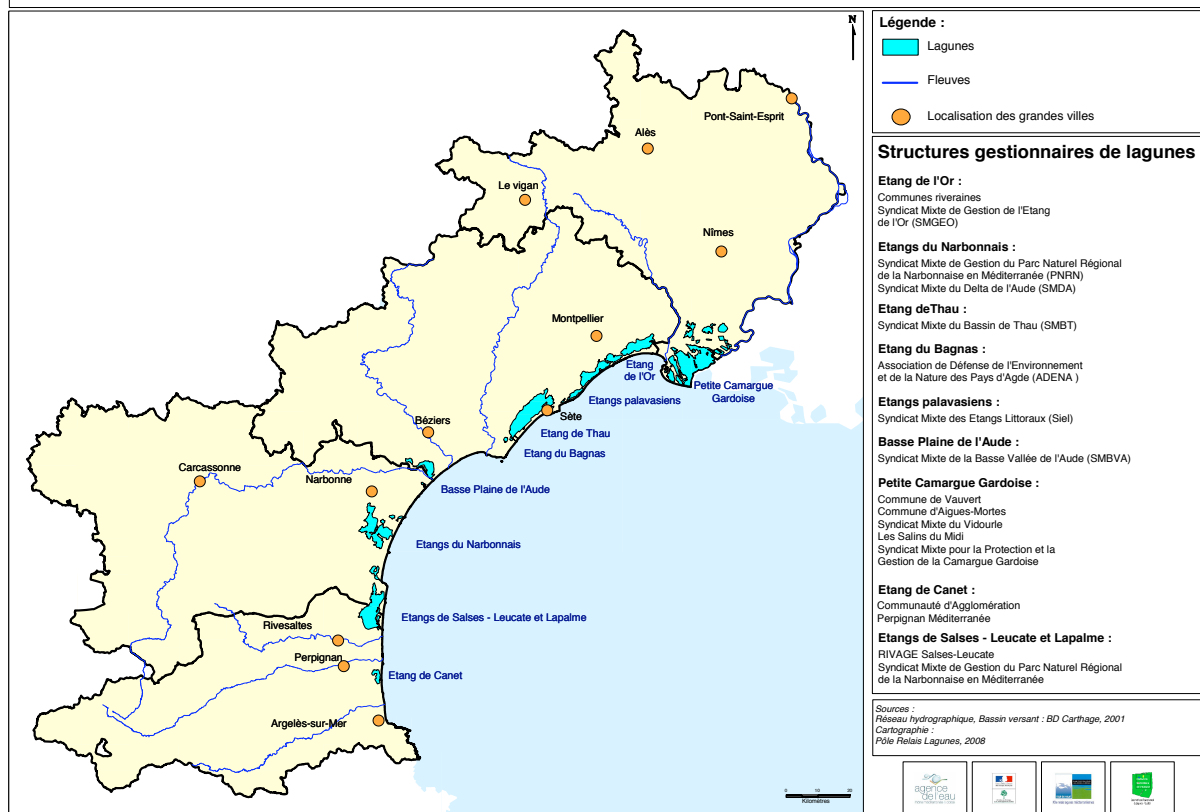 N
Pont-Saint-Esprit
Alès
Le vigan
Nîmes
Montpellier
Etang
de l'Or
Petite Camargue
Gardoise
Etangs palavasiens
Sète
Béziers
Etang de Thau
Etang du Bagnas
Carcassonne
Narbonne
Basse Plaine de l'Aude
Etangs du Narbonnais
Etangs de Salses - Leucate et Lapalme
Rivesaltes
Perpignan
Etang de Canet
Argelès-sur-Mer
0 10 20
Kilomètres
Légende :
Lagunes
Fleuves
Localisation des grandes villes
Structures gestionnaires de lagunes
Etang de l'Or :
Communes riveraines
Syndicat Mixte de Gestion de l'Etang
de l'Or (SMGEO)
Etangs du Narbonnais :
Syndicat Mixte de Gestion du Parc Naturel Régional
de la Narbonnaise en Méditerranée (PNRN)
Syndicat Mixte du Delta de l'Aude (SMDA)
Etang deThau :
Syndicat Mixte du Bassin de Thau (SMBT)
Etang du Bagnas :
Association de Défense de l'Environnement
et de la Nature des Pays d'Agde (ADENA )
Etangs palavasiens :
Syndicat Mixte des Etangs Littoraux (Siel)
Basse Plaine de l'Aude :
Syndicat Mixte de la Basse Vallée de l'Aude (SMBVA)
Petite Camargue Gardoise :
Commune de Vauvert
Commune d'Aigues-Mortes
Syndicat Mixte du Vidourle
Les Salins du Midi
Syndicat Mixte pour la Protection et la
Gestion de la Camargue Gardoise
Etang de Canet :
Communauté d'Agglomération
Perpignan Méditerranée
Etangs de Salses - Leucate et Lapalme :
RIVAGE Salses-Leucate
Syndicat Mixte de Gestion du Parc Naturel Régional
de la Narbonnaise en Méditerranée
Sources :
Réseau hydrographique, Bassin versant : BD Carthage, 2001
Cartographie :
Pôle Relais Lagunes, 2008
agence
de l'eau